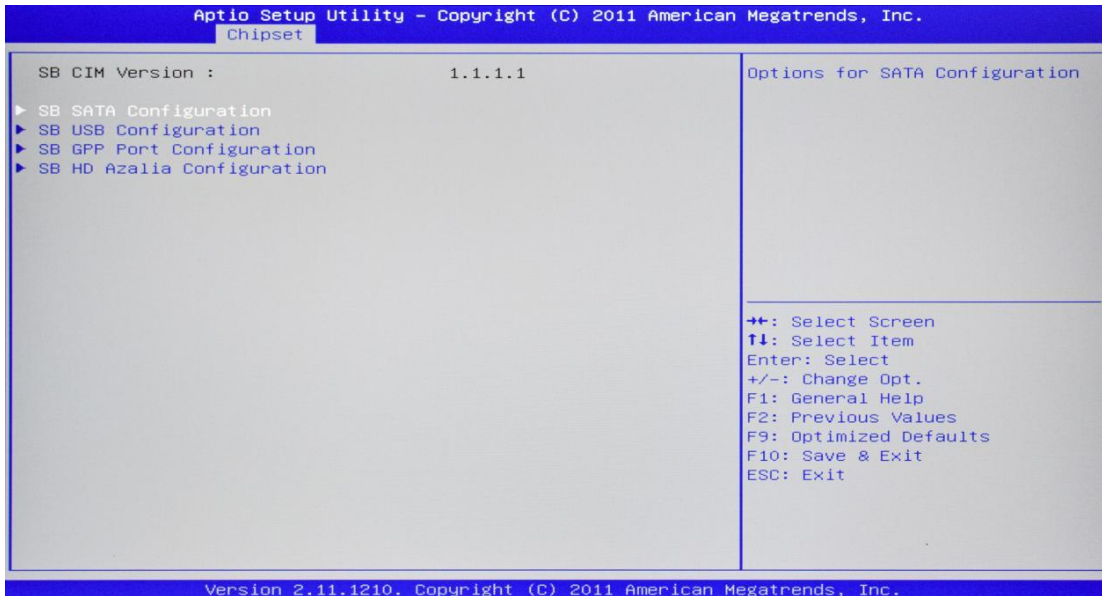 Aptio Setup Utility – Copyright (C) 2011 American Megatrends, Inc.
Chipset
SB CIM Version : 1.1.1.1
► SB SATA Configuration
► SB USB Configuration
► SB GPP Port Configuration
► SB HD Azalia Configuration
Options for SATA Configuration
→←: Select Screen
↑↓: Select Item
Enter: Select
+/-: Change Opt.
F1: General Help
F2: Previous Values
F9: Optimized Defaults
F10: Save & Exit
ESC: Exit
Version 2.11.1210. Copyright (C) 2011 American Megatrends, Inc.